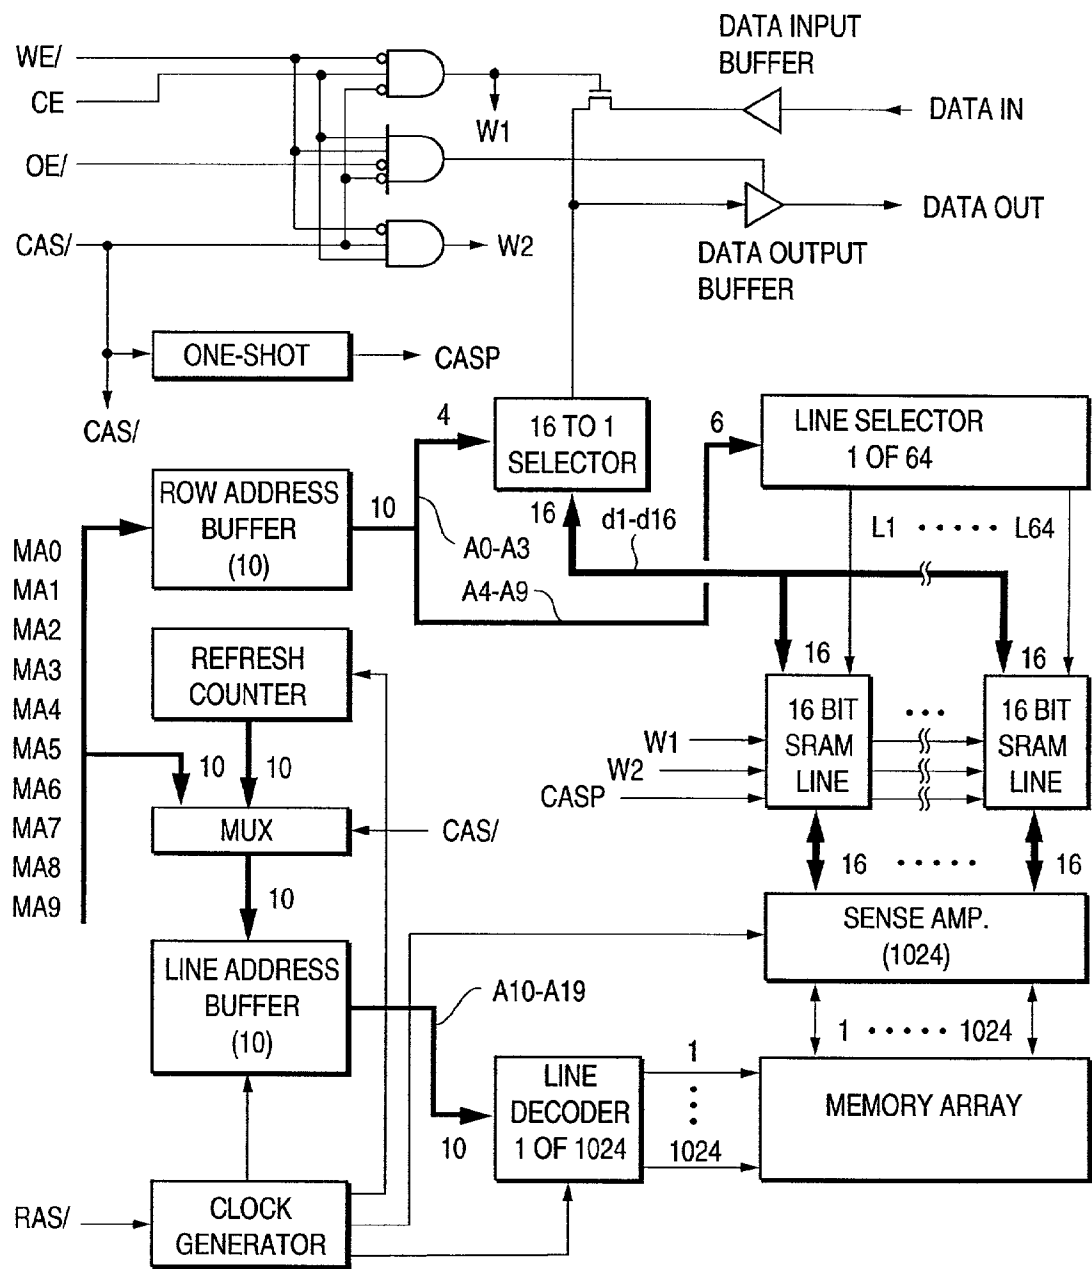 WE/
CE
OE/
CAS/
W1
W2
DATA INPUT
BUFFER
DATA IN
DATA OUT
DATA OUTPUT
BUFFER
ONE-SHOT
CASP
CAS/
4
16 TO 1
SELECTOR
6
LINE SELECTOR
1 OF 64
ROW ADDRESS
BUFFER
(10)
10
16
d1-d16
L1
L64
A0-A3
A4-A9
MA0
MA1
MA2
MA3
MA4
MA5
MA6
MA7
MA8
MA9
REFRESH
COUNTER
10
10
MUX
CAS/
10
16
16
16 BIT
SRAM
LINE
16 BIT
SRAM
LINE
W1
W2
CASP
16
16
SENSE AMP.
(1024)
LINE ADDRESS
BUFFER
(10)
A10-A19
10
1
1024
LINE
DECODER
1 OF 1024
1
1024
MEMORY ARRAY
RAS/
CLOCK
GENERATOR